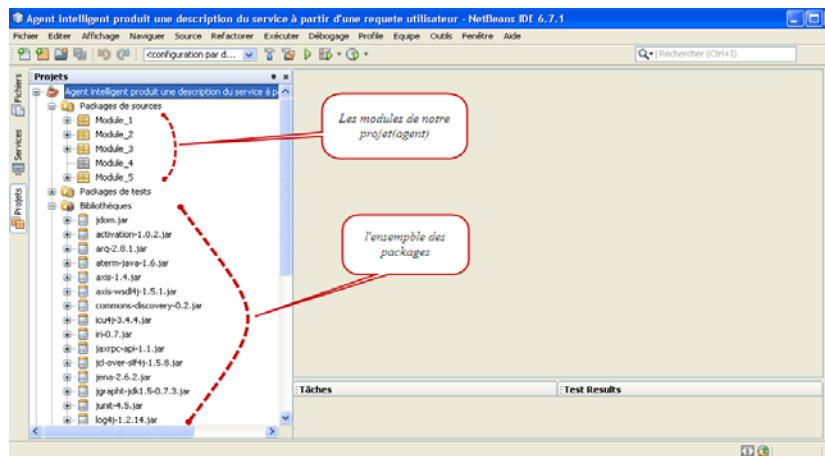 Agent intelligent produit une description du service à partir d'une requete utilisateur - NetBeans IDE 6.7.1
Fichier Editer Affichage Naviguer Source Refactorer Exécuter Débogage Profile Equipe Outils Fenêtre Aide
<configuration par d... Rechercher (Ctrl+I)
Projets
Fichiers
Services
Projets
Agent intelligent produit une description du service à p
Packages de sources
Module_1
Module_2
Module_3
Module_4
Module_5
Packages de tests
Bibliothèques
jdom.jar
activation-1.0.2.jar
arq-2.8.1.jar
aterm-java-1.6.jar
axis-1.4.jar
axis-wsdl4j-1.5.1.jar
commons-discovery-0.2.jar
icu4j-3.4.4.jar
iri-0.7.jar
jaxrpc-api-1.1.jar
jcl-over-slf4j-1.5.8.jar
jena-2.6.2.jar
jgrapht-jdk1.5-0.7.3.jar
junit-4.5.jar
log4j-1.2.14.jar
Les modules de notre
projet(agent)
l'ensempble des
packages
Tâches
Test Results